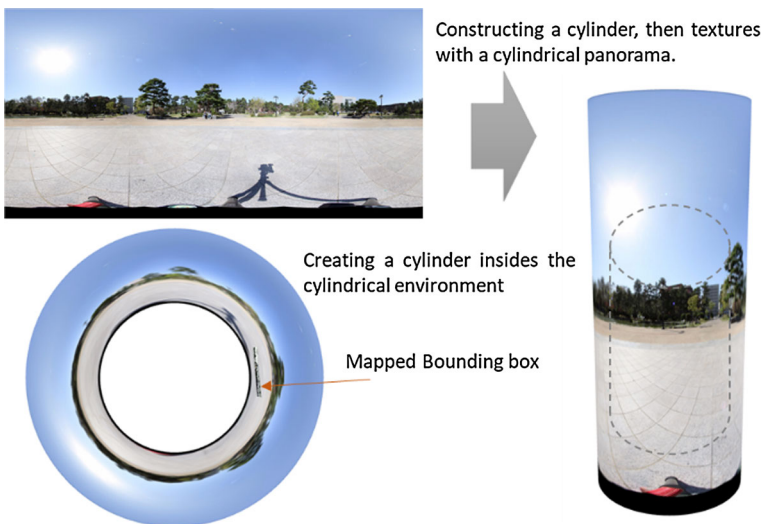 Constructing a cylinder, then textures
with a cylindrical panorama.
Creating a cylinder insides the
cylindrical environment
Mapped Bounding box